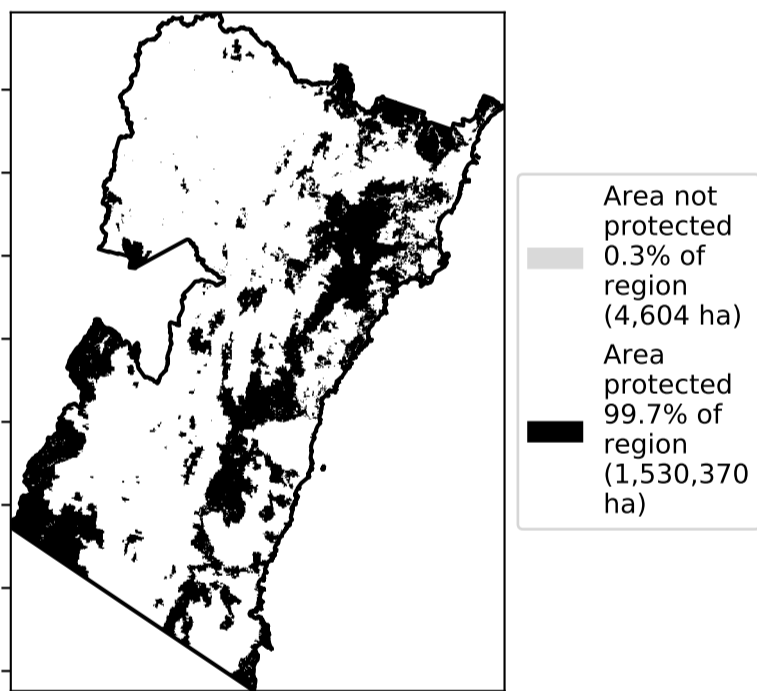 Area not
protected
0.3% of
region
(4,604 ha)
Area
protected
99.7% of
region
(1,530,370
ha)